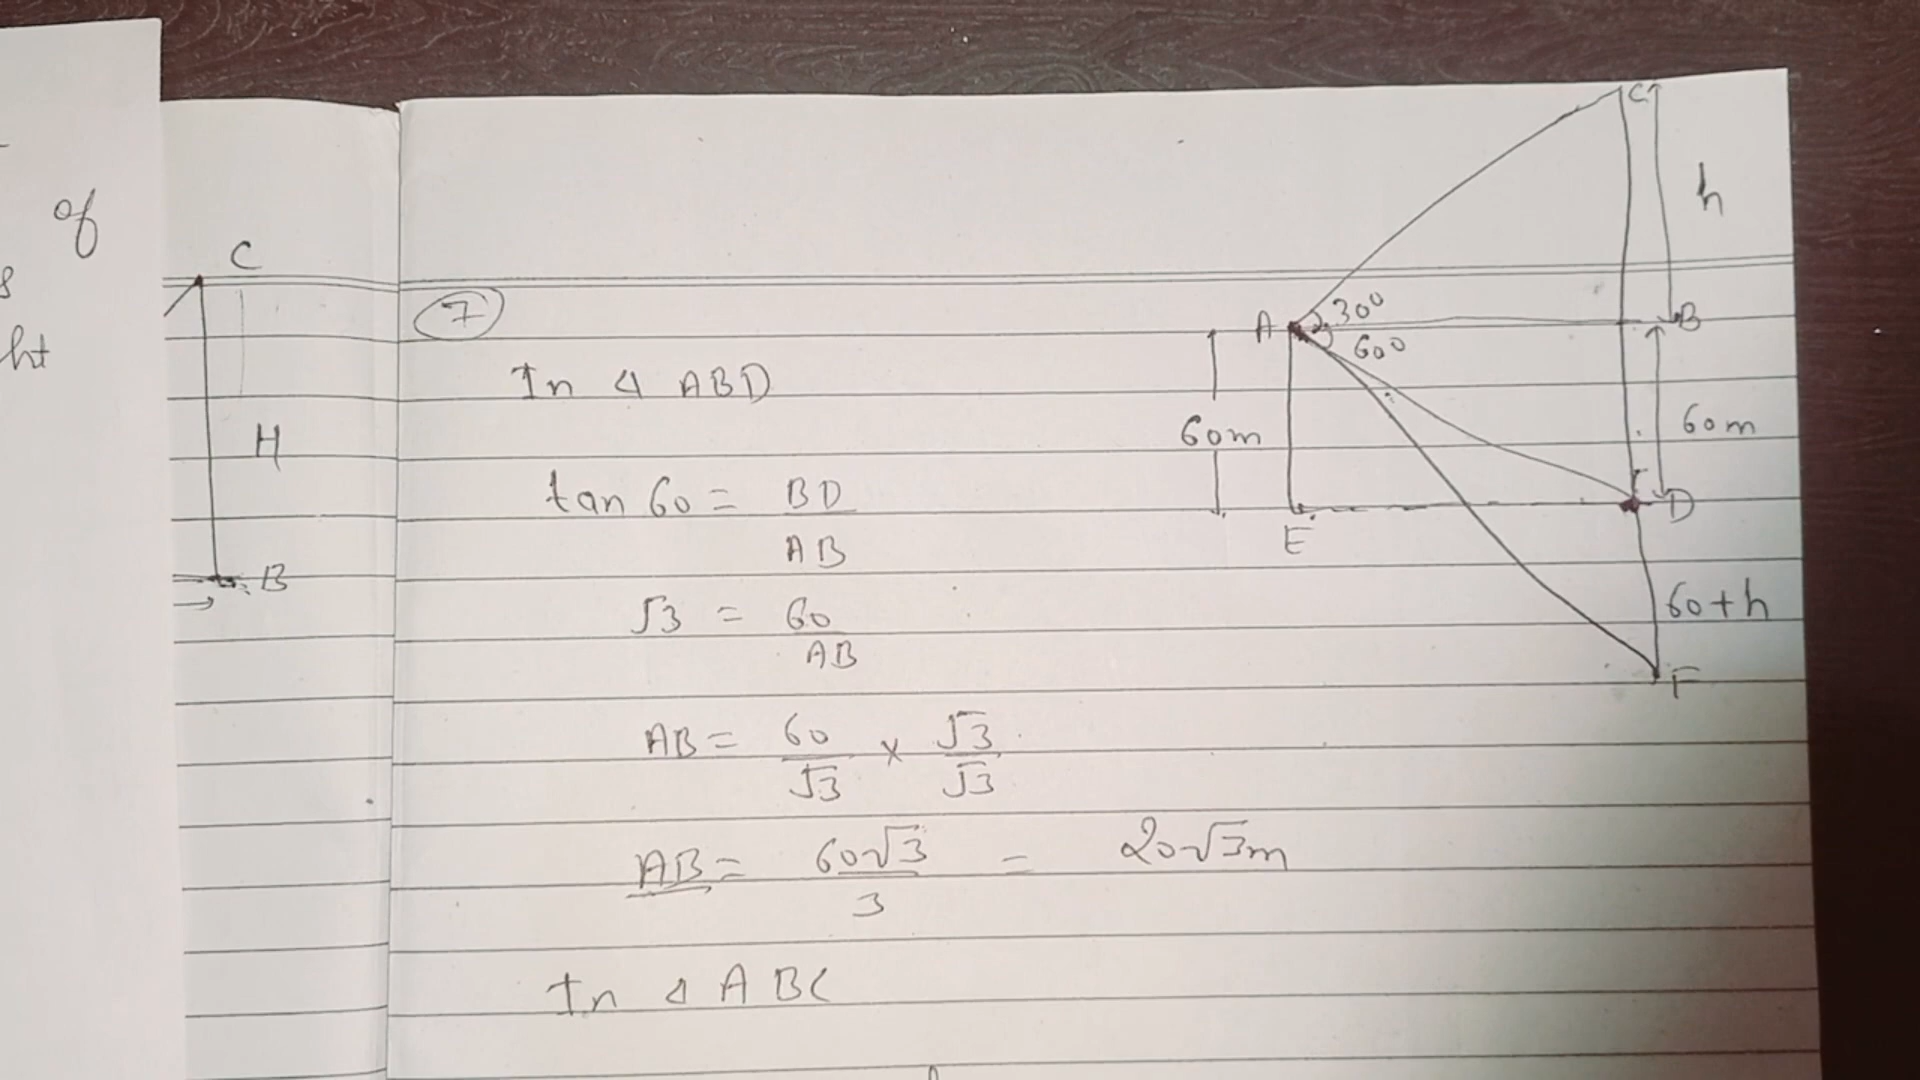 of
s
ht
C
H
B
7
In Δ ABD
tan 60 = BD
AB
√3 = 60
AB
AB = 60 × √3
√3 √3
AB = 60√3 = 20√3m
3
In Δ ABC
C
h
A 30° B
60°
60m 60m
E D
60+h
F